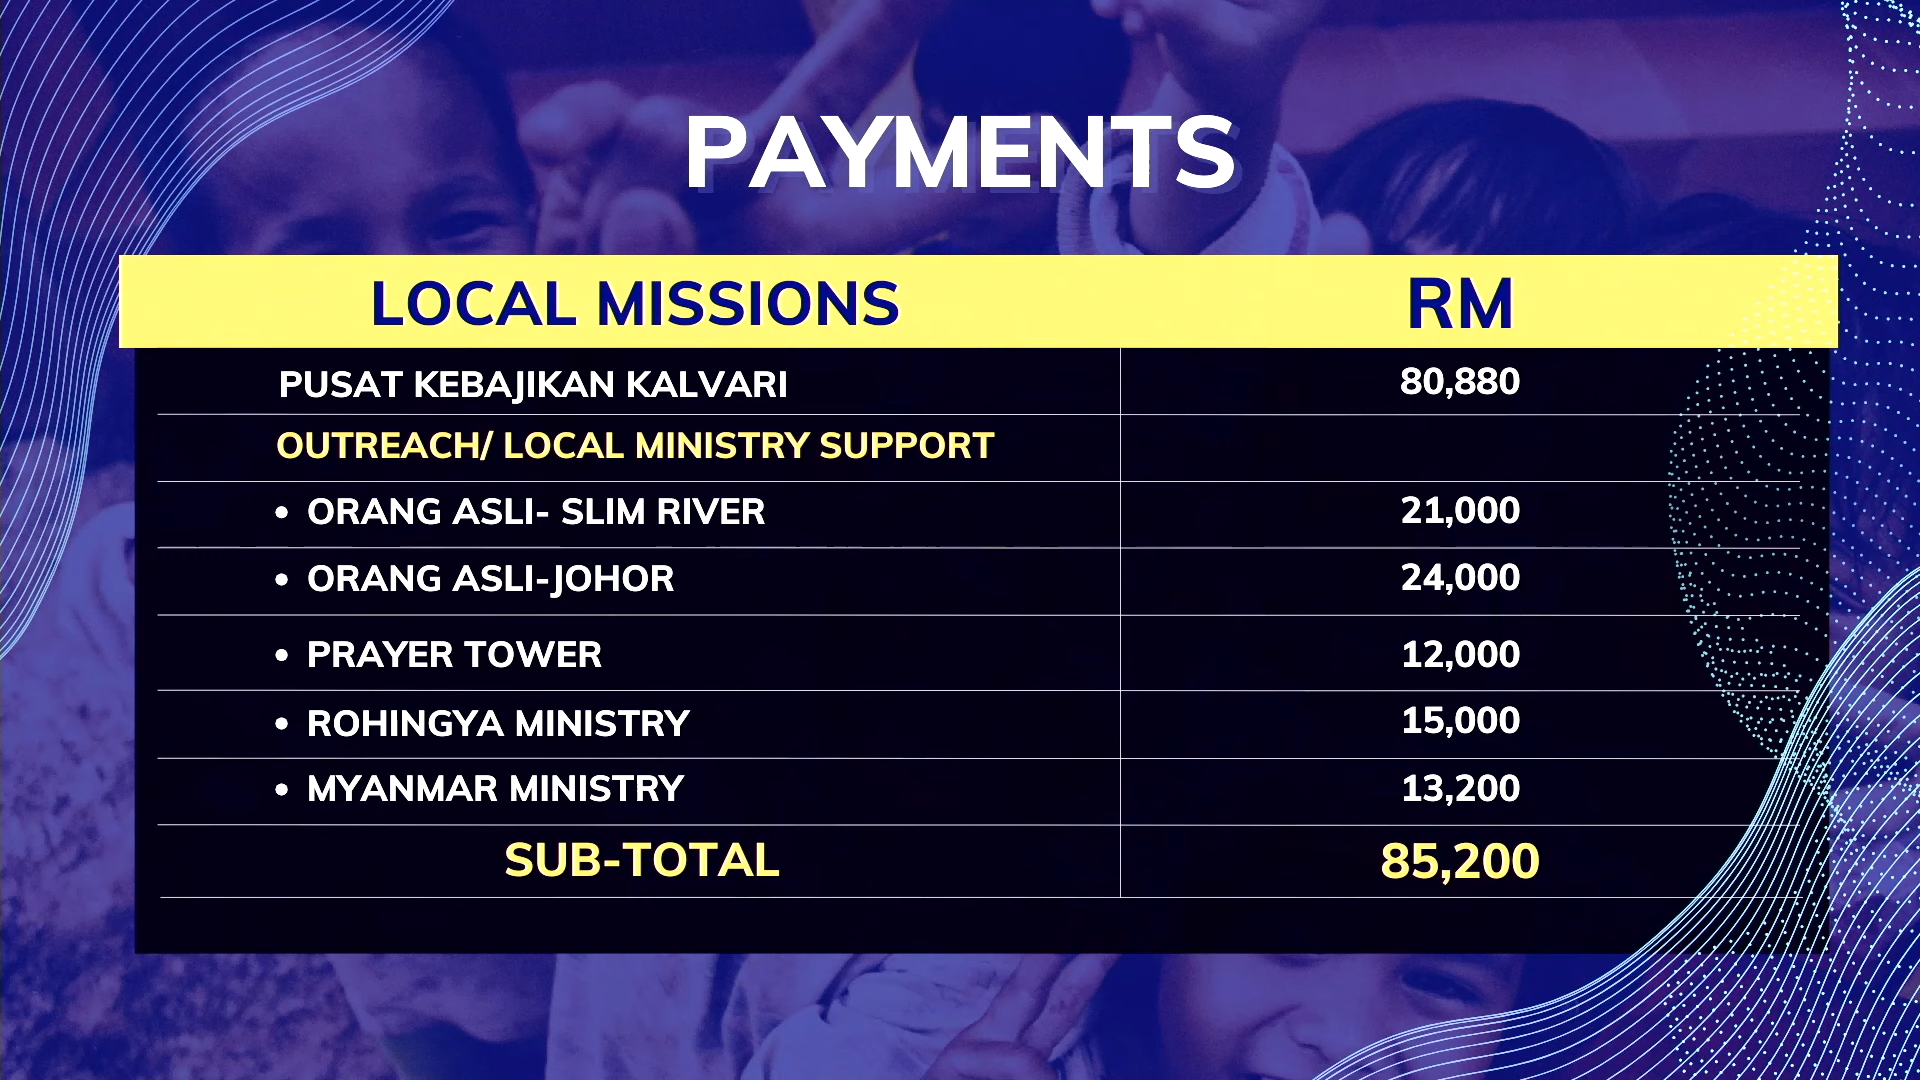 PAYMENTS
LOCAL MISSIONS RM
PUSAT KEBAJIKAN KALVARI 80,880
OUTREACH/ LOCAL MINISTRY SUPPORT
• ORANG ASLI- SLIM RIVER 21,000
• ORANG ASLI-JOHOR 24,000
• PRAYER TOWER 12,000
• ROHINGYA MINISTRY 15,000
• MYANMAR MINISTRY 13,200
SUB-TOTAL 85,200